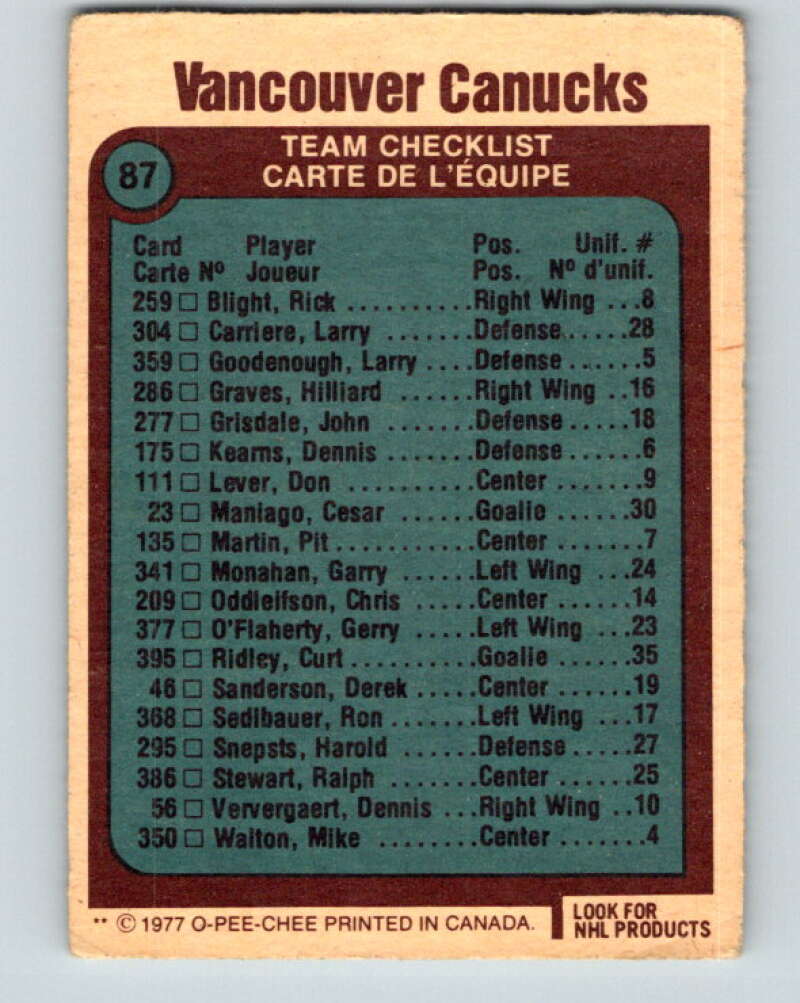 Vancouver Canucks
87
TEAM CHECKLIST
CARTE DE L'ÉQUIPE
Card Player Pos. Unif. #
Carte Nº Joueur Pos. Nº d'unif.
259 □ Blight, Rick ..........Right Wing ...8
304 □ Carriere, Larry .......Defense......28
359 □ Goodenough, Larry ....Defense ......5
286 □ Graves, Hilliard ......Right Wing ..16
277 □ Grisdale, John .......Defense .....18
175 □ Kearns, Dennis .......Defense ......6
111 □ Lever, Don ..........Center .......9
23 □ Maniago, Cesar ......Goalie ......30
135 □ Martin, Pit...........Center .......7
341 □ Monahan, Garry ......Left Wing ...24
209 □ Oddleifson, Chris .....Center ......14
377 □ O'Flaherty, Gerry .....Left Wing ...23
395 □ Ridley, Curt..........Goalie ......35
46 □ Sanderson, Derek .....Center ......19
368 □ Sedlbauer, Ron .......Left Wing ...17
295 □ Snepsts, Harold ......Defense .....27
386 □ Stewart, Ralph .......Center ......25
56 □ Ververgaert, Dennis ...Right Wing ..10
350 □ Walton, Mike ........Center .......4
** © 1977 O-PEE-CHEE PRINTED IN CANADA.
LOOK FOR
NHL PRODUCTS